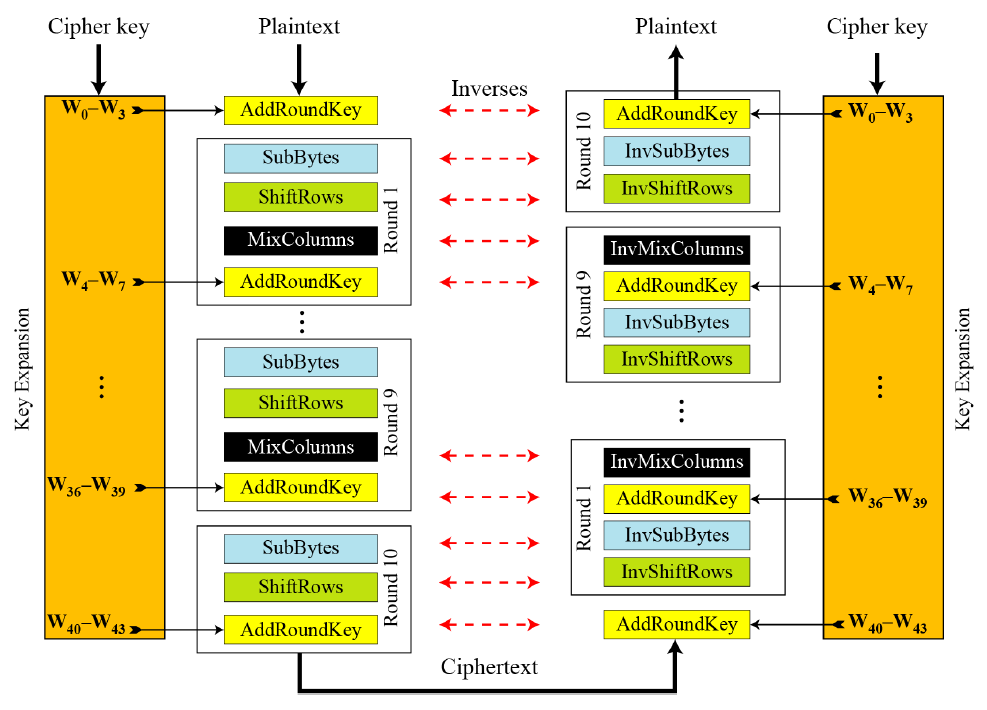 Cipher key
Plaintext
Plaintext
Cipher key
Inverses
W0–W3
AddRoundKey
AddRoundKey
W0–W3
SubBytes
InvSubBytes
ShiftRows
InvShiftRows
Round 10
MixColumns
Round 1
InvMixColumns
W4–W7
AddRoundKey
AddRoundKey
W4–W7
Round 9
InvSubBytes
InvShiftRows
⋮
SubBytes
Key Expansion
⋮
ShiftRows
Round 9
⋮
⋮
Key Expansion
MixColumns
InvMixColumns
W36–W39
AddRoundKey
AddRoundKey
W36–W39
Round 1
SubBytes
InvSubBytes
ShiftRows
Round 10
InvShiftRows
W40–W43
AddRoundKey
AddRoundKey
W40–W43
Ciphertext